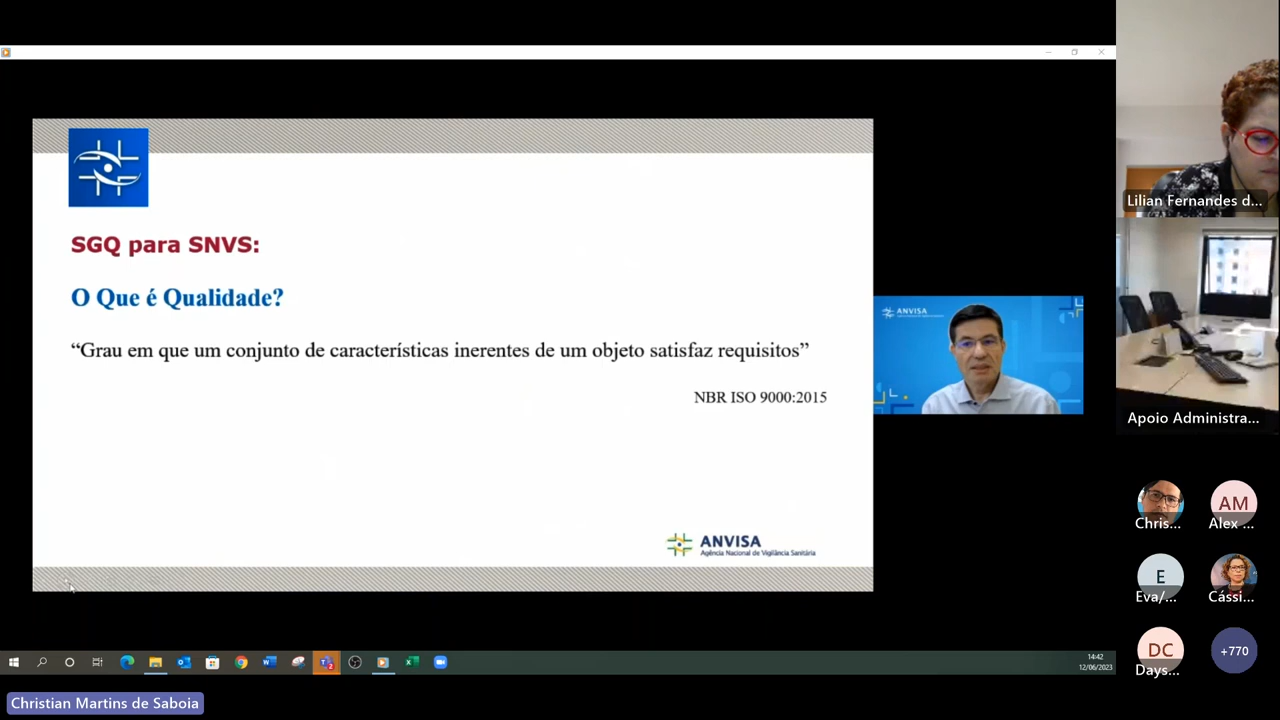 SGQ para SNVS:
O Que é Qualidade?
“Grau em que um conjunto de características inerentes de um objeto satisfaz requisitos”
NBR ISO 9000:2015
ANVISA
Agência Nacional de Vigilância Sanitária
ANVISA
Lilian Fernandes d...
Apoio Administra...
Chris...
AM
Alex ...
E
Eva/...
Cássi...
DC
Days...
+770
14:42
12/06/2023
Christian Martins de Saboia